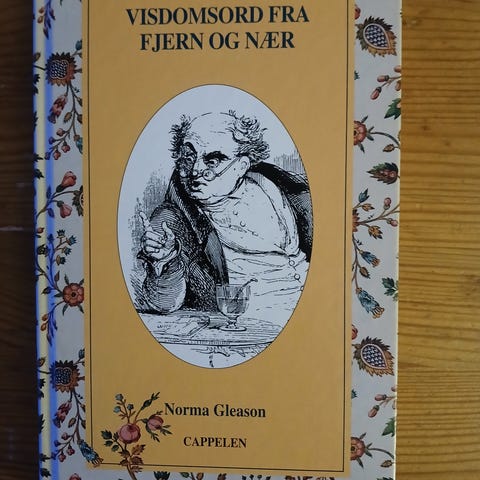 VISDOMSORD FRA
FJERN OG NÆR
Norma Gleason
CAPPELEN